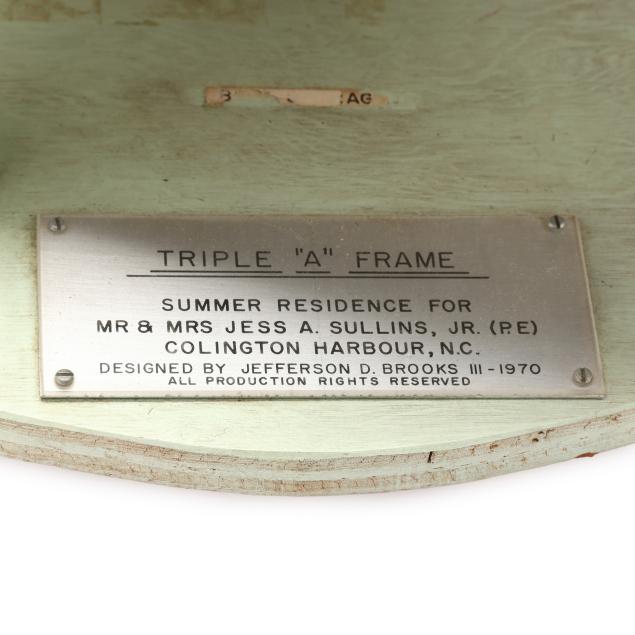 B AG
TRIPLE "A" FRAME
SUMMER RESIDENCE FOR
MR & MRS JESS A. SULLINS, JR. (P.E)
COLINGTON HARBOUR, N.C.
DESIGNED BY JEFFERSON D. BROOKS III - 1970
ALL PRODUCTION RIGHTS RESERVED